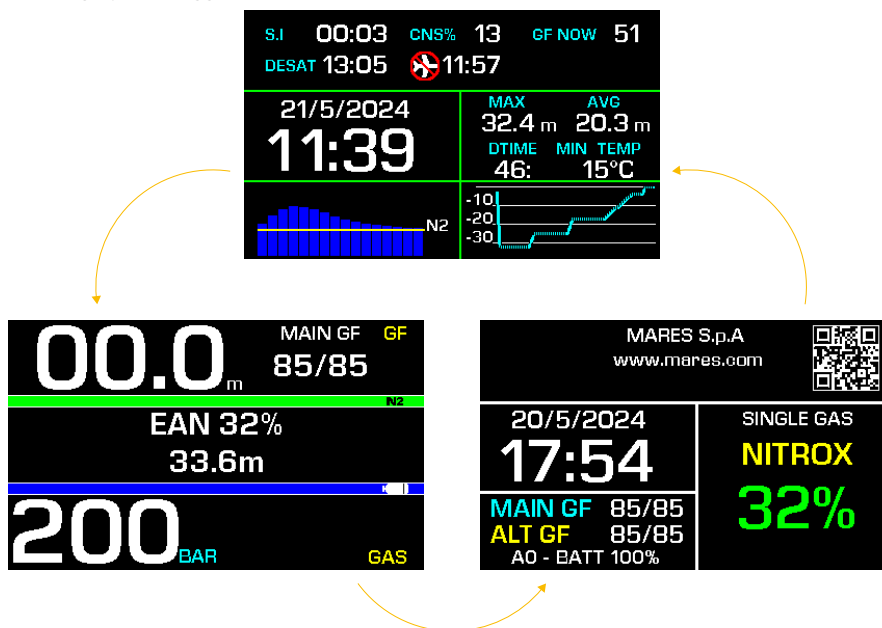 S.I 00:03 CNS% 13 GF NOW 51
DESAT 13:05 11:57
21/5/2024
11:39
MAX AVG
32.4 m 20.3 m
DTIME MIN TEMP
46: 15°C
N2
-10
-20
-30
00.0 m
MAIN GF GF
85/85
N2
EAN 32%
33.6m
200 BAR
GAS
MARES S.p.A
www.mares.com
20/5/2024
17:54
MAIN GF 85/85
ALT GF 85/85
A0 - BATT 100%
SINGLE GAS
NITROX
32%